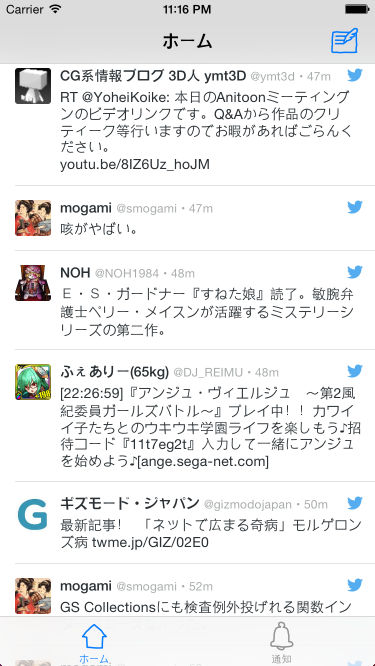 Carrier 11:16 PM
ホーム
CG系情報ブログ 3D人 ymt3D @ymt3d・47m
RT @YoheiKoike: 本日のAnitoonミーティング
ンのビデオリンクです。Q&Aから作品のクリ
ティーク等行いますのでお暇があればごらんく
ださい。
youtu.be/8IZ6Uz_hoJM
mogami @smogami・47m
咳がやばい。
NOH @NOH1984・48m
Ｅ・Ｓ・ガードナー『すねた娘』読了。敏腕弁
護士ペリー・メイスンが活躍するミステリーシ
リーズの第二作。
ふぇありー(65kg) @DJ_REIMU・48m
[22:26:59]『アンジュ・ヴィエルジュ　～第2風
紀委員ガールズバトル～』プレイ中！！カワイ
イ子たちとのウキウキ学園ライフを楽しもう♪招
待コード『11t7eg2t』入力して一緒にアンジュ
を始めよう♪[ange.sega-net.com]
G
ギズモード・ジャパン @gizmodojapan・50m
最新記事！　「ネットで広まる奇病」モルゲロン
ズ病 twme.jp/GIZ/02E0
mogami @smogami・52m
GS Collectionsにも検査例外投げれる関数イン
ホーム
通知